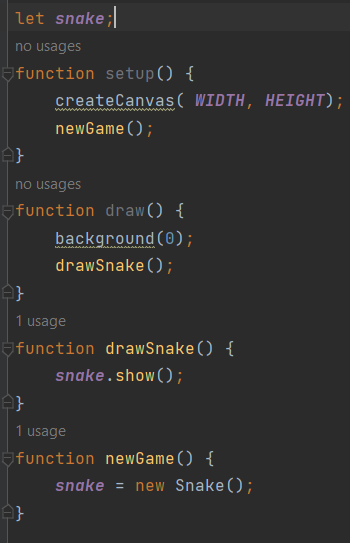 let snake;
no usages
function setup() {
    createCanvas( WIDTH, HEIGHT);
    newGame();
}
no usages
function draw() {
    background(0);
    drawSnake();
}
1 usage
function drawSnake() {
    snake.show();
}
1 usage
function newGame() {
    snake = new Snake();
}